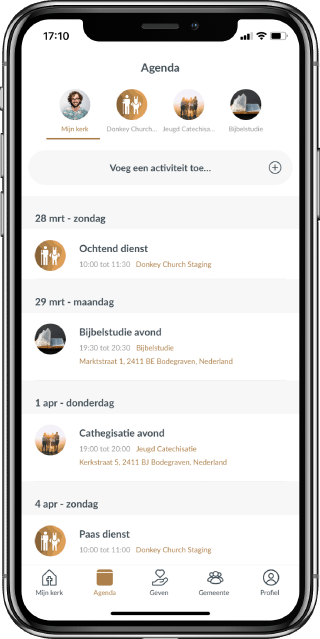 17:10
Agenda
Mijn kerk
Donkey Church...
Jeugd Catechisa...
Bijbelstudie
Voeg een activiteit toe...
28 mrt - zondag
Ochtend dienst
10:00 tot 11:30 Donkey Church Staging
29 mrt - maandag
Bijbelstudie avond
19:30 tot 20:30 Bijbelstudie
Marktstraat 1, 2411 BE Bodegraven, Nederland
1 apr - donderdag
Cathegisatie avond
19:00 tot 20:00 Jeugd Catechisatie
Kerkstraat 5, 2411 BJ Bodegraven, Nederland
4 apr - zondag
Paas dienst
10:00 tot 11:00 Donkey Church Staging
Mijn kerk
Agenda
Geven
Gemeente
Profiel